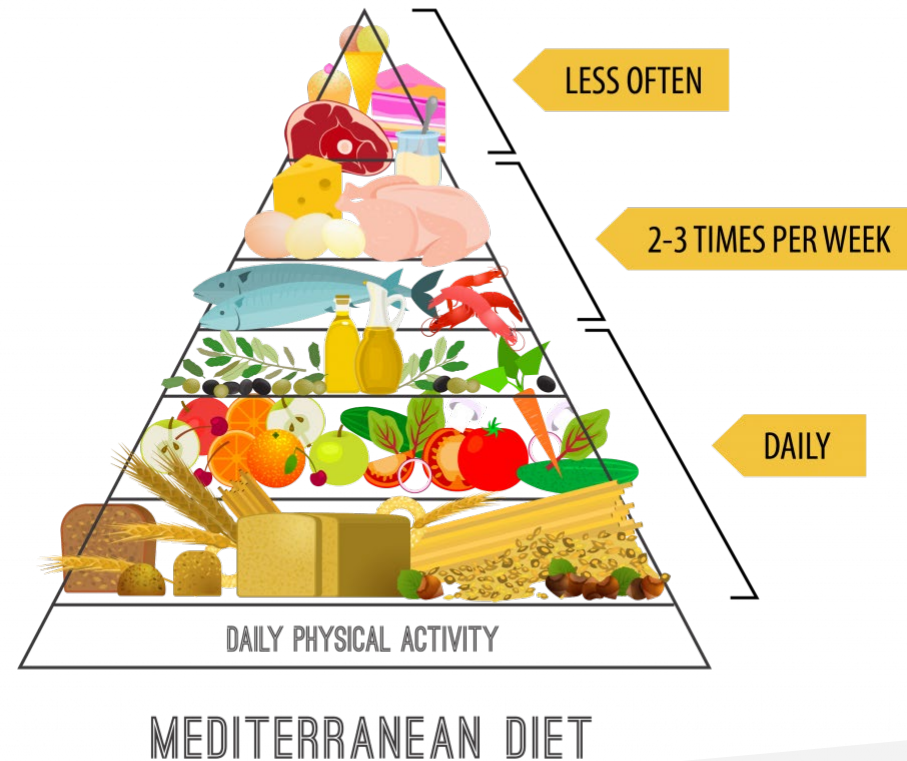 LESS OFTEN
2-3 TIMES PER WEEK
DAILY
DAILY PHYSICAL ACTIVITY
MEDITERRANEAN DIET